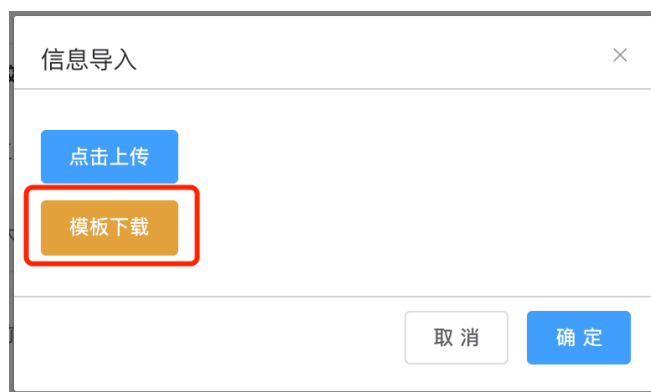 信息导入
点击上传
模板下载
取 消
确 定